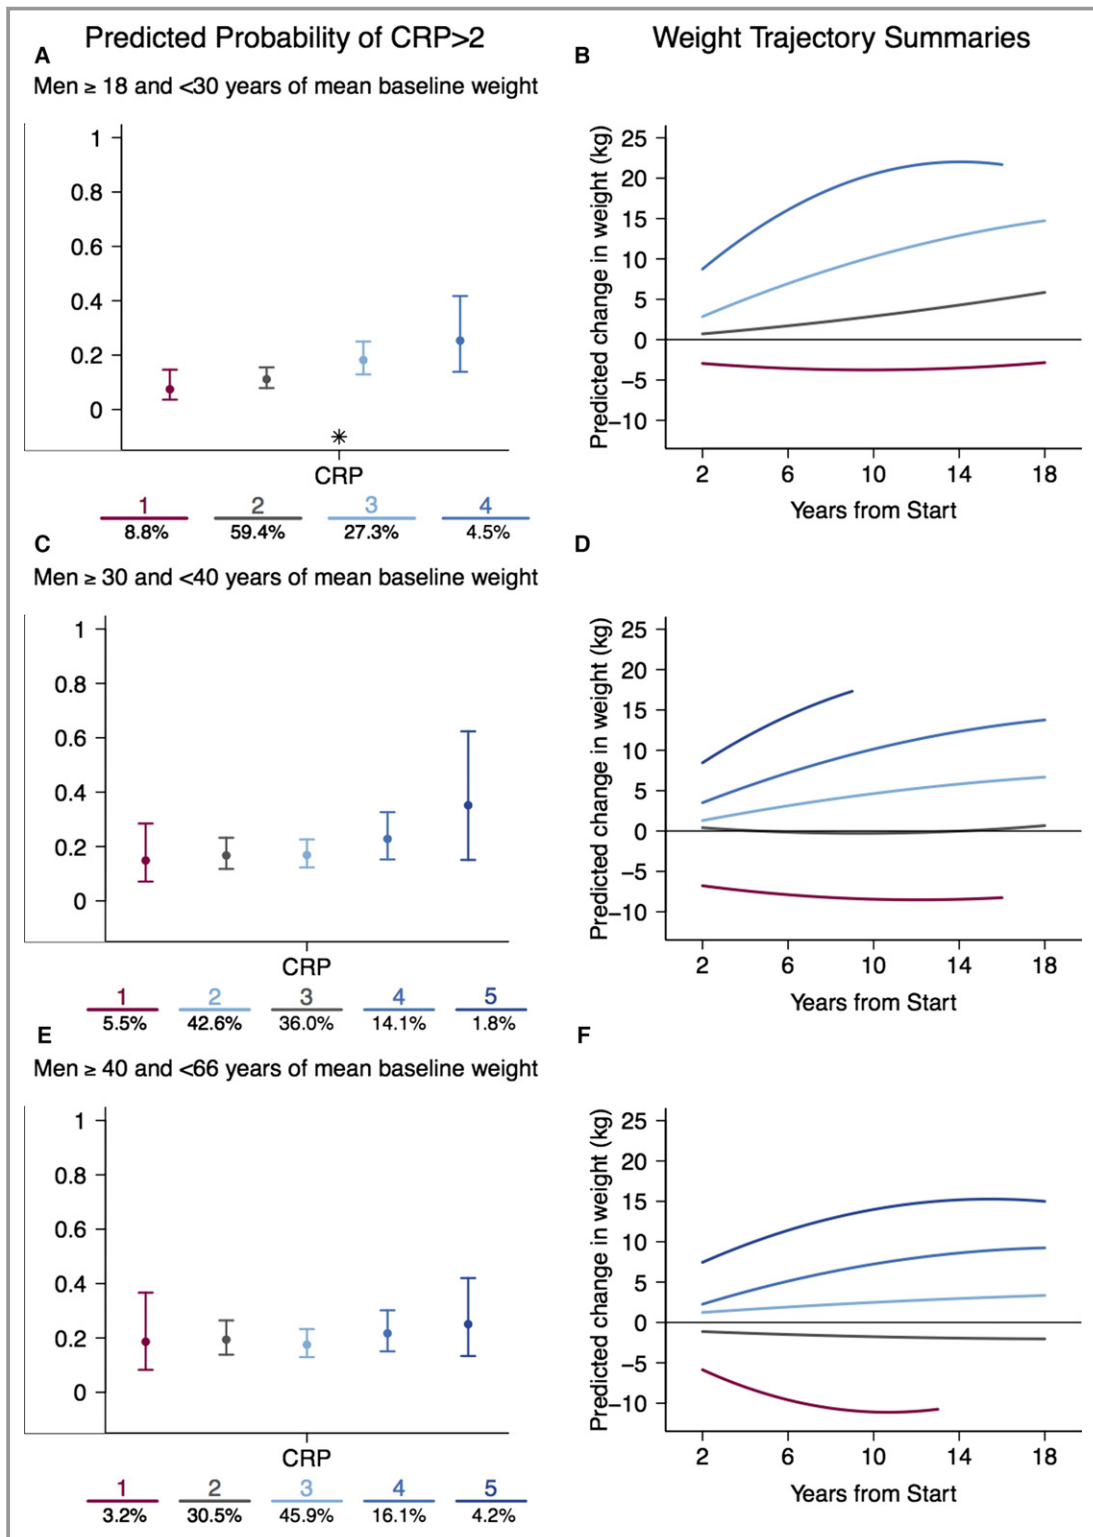 Predicted Probability of CRP>2
Weight Trajectory Summaries
A
Men ≥ 18 and <30 years of mean baseline weight
1
0.8
0.6
0.4
0.2
0
*
CRP
1 2 3 4
8.8% 59.4% 27.3% 4.5%
B
Predicted change in weight (kg)
25
20
15
10
5
0
−5
−10
2 6 10 14 18
Years from Start
C
Men ≥ 30 and <40 years of mean baseline weight
1
0.8
0.6
0.4
0.2
0
CRP
1 2 3 4 5
5.5% 42.6% 36.0% 14.1% 1.8%
D
Predicted change in weight (kg)
25
20
15
10
5
0
−5
−10
2 6 10 14 18
Years from Start
E
Men ≥ 40 and <66 years of mean baseline weight
1
0.8
0.6
0.4
0.2
0
CRP
1 2 3 4 5
3.2% 30.5% 45.9% 16.1% 4.2%
F
Predicted change in weight (kg)
25
20
15
10
5
0
−5
−10
2 6 10 14 18
Years from Start